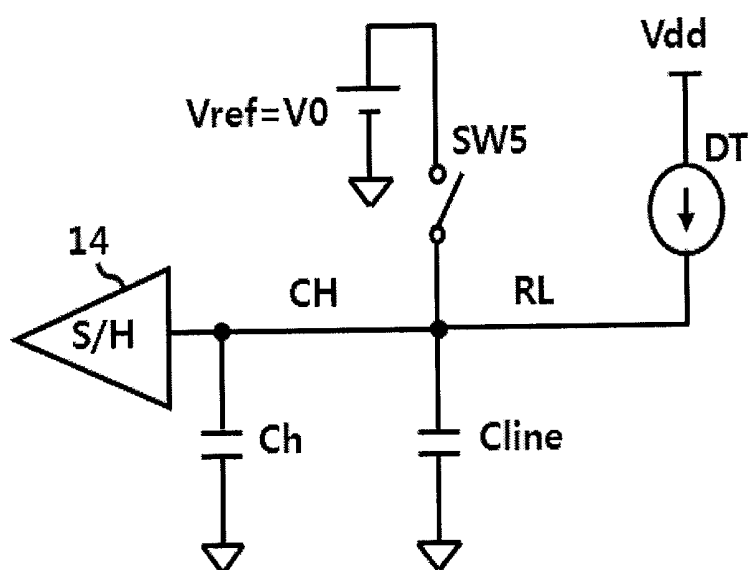 Vdd
Vref=V0
SW5
DT
14
S/H
CH
RL
Ch
Cline